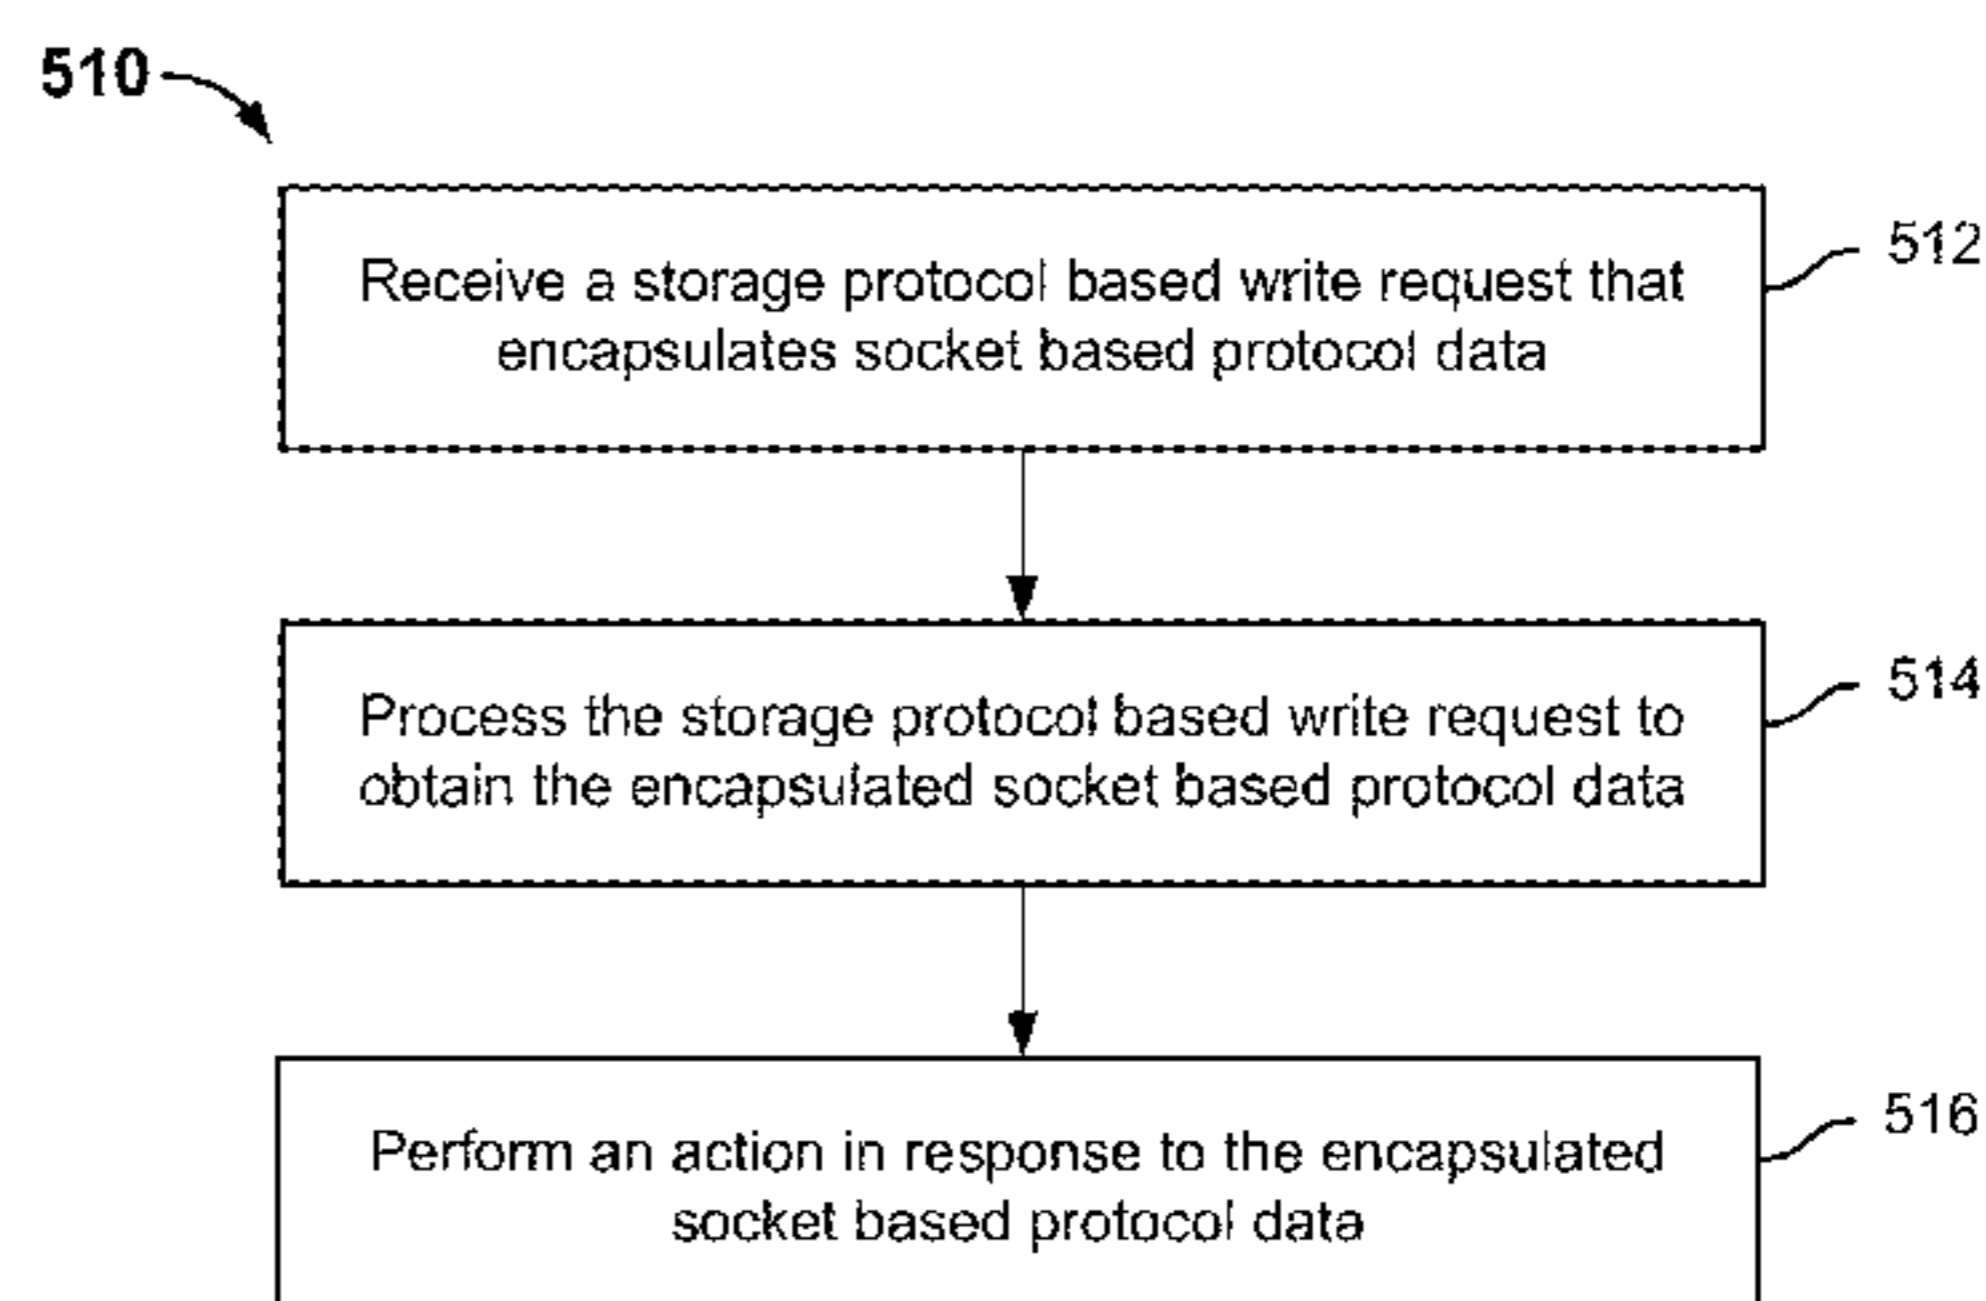 510
Receive a storage protocol based write request that
encapsulates socket based protocol data
512
Process the storage protocol based write request to
obtain the encapsulated socket based protocol data
514
Perform an action in response to the encapsulated
socket based protocol data
516